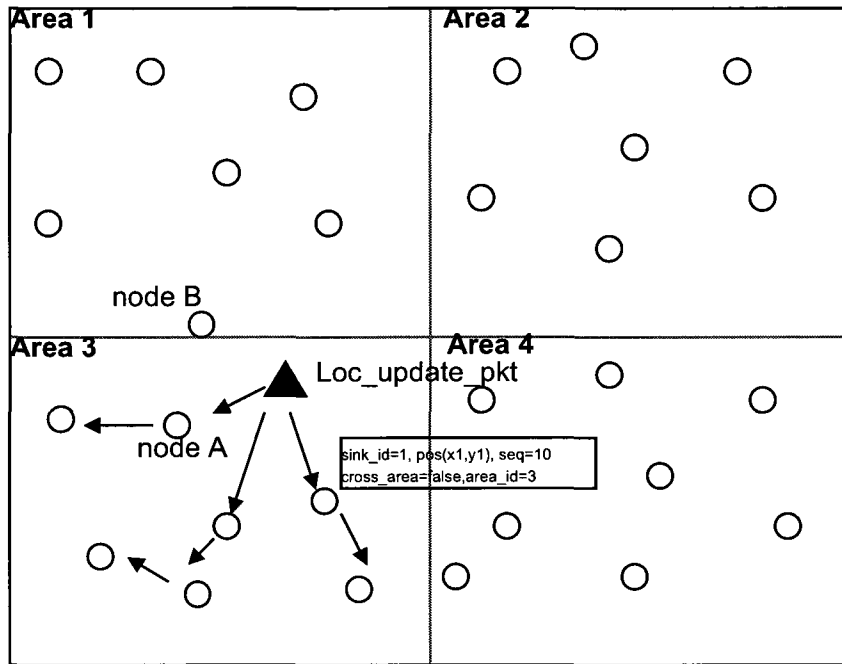 Area 1
Area 2
node B
Area 3
Area 4
Loc_update_pkt
node A
sink_id=1, pos(x1,y1), seq=10
cross_area=false,area_id=3